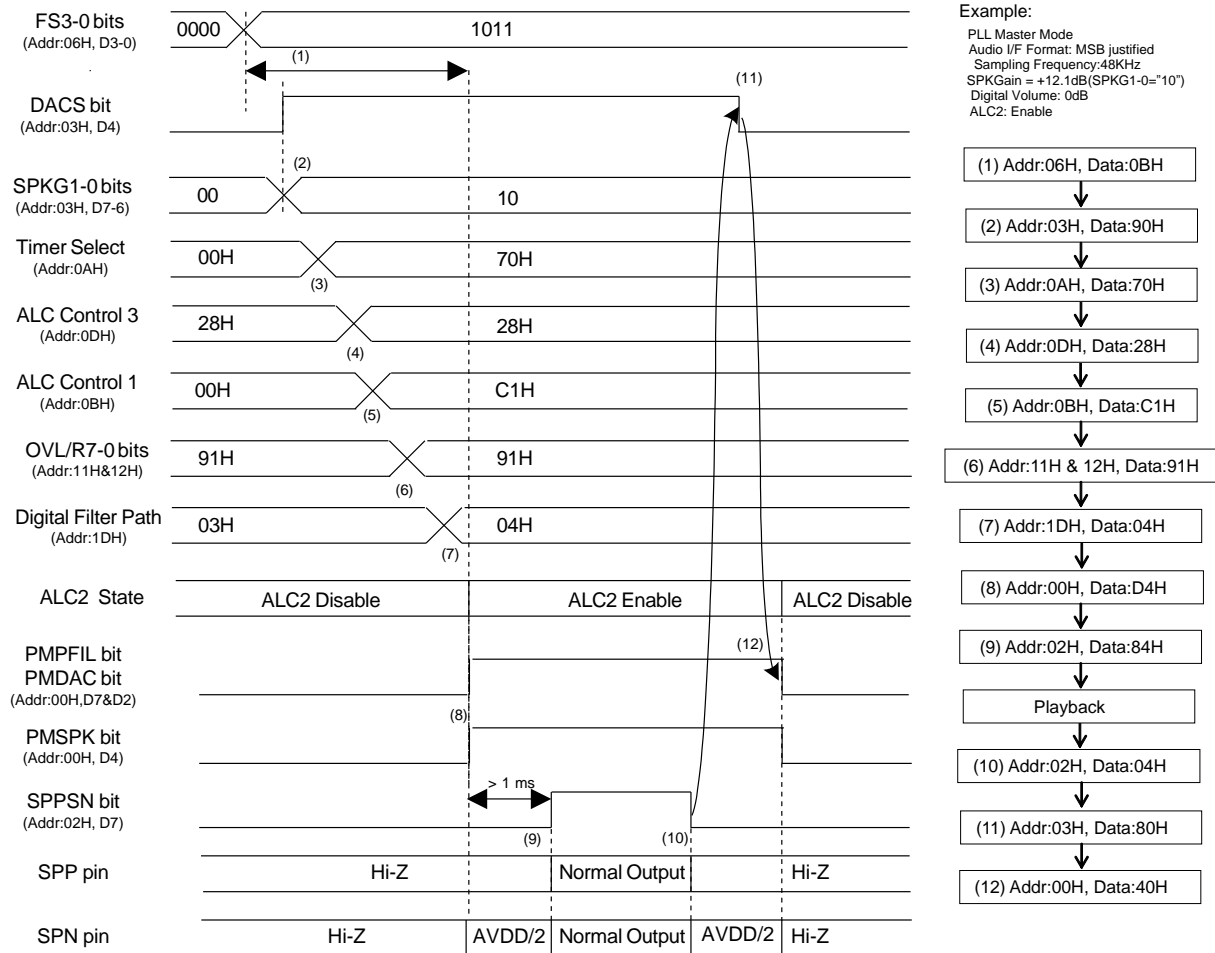 FS3-0 bits
(Addr:06H, D3-0)
0000
1011
(1)
DACS bit
(Addr:03H, D4)
(11)
(2)
SPKG1-0 bits
(Addr:03H, D7-6)
00
10
Timer Select
(Addr:0AH)
00H
70H
(3)
ALC Control 3
(Addr:0DH)
28H
28H
(4)
ALC Control 1
(Addr:0BH)
00H
C1H
(5)
OVL/R7-0 bits
(Addr:11H&12H)
91H
91H
(6)
Digital Filter Path
(Addr:1DH)
03H
04H
(7)
ALC2 State
ALC2 Disable
ALC2 Enable
ALC2 Disable
PMPFIL bit
PMDAC bit
(Addr:00H,D7&D2)
(12)
(8)
PMSPK bit
(Addr:00H, D4)
> 1 ms
SPPSN bit
(Addr:02H, D7)
(9)
(10)
SPP pin
Hi-Z
Normal Output
Hi-Z
SPN pin
Hi-Z
AVDD/2
Normal Output
AVDD/2
Hi-Z
Example:
PLL Master Mode
Audio I/F Format: MSB justified
Sampling Frequency:48KHz
SPKGain = +12.1dB(SPKG1-0="10")
Digital Volume: 0dB
ALC2: Enable
(1) Addr:06H, Data:0BH
(2) Addr:03H, Data:90H
(3) Addr:0AH, Data:70H
(4) Addr:0DH, Data:28H
(5) Addr:0BH, Data:C1H
(6) Addr:11H & 12H, Data:91H
(7) Addr:1DH, Data:04H
(8) Addr:00H, Data:D4H
(9) Addr:02H, Data:84H
Playback
(10) Addr:02H, Data:04H
(11) Addr:03H, Data:80H
(12) Addr:00H, Data:40H